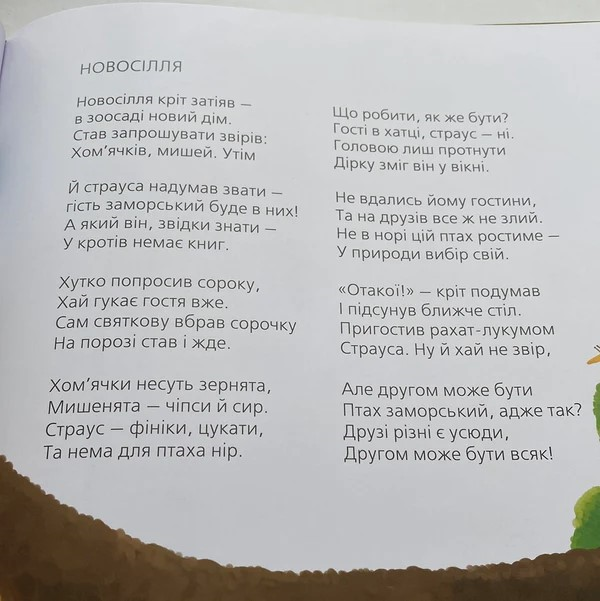 НОВОСІЛЛЯ
Новосілля кріт затіяв —
в зоосаді новий дім.
Став запрошувати звірів:
Хом’ячків, мишей. Утім
Й страуса надумав звати —
гість заморський буде в них!
А який він, звідки знати —
У кротів немає книг.
Хутко попросив сороку,
Хай гукає гостя вже.
Сам святкову вбрав сорочку
На порозі став і жде.
Хом’ячки несуть зернята,
Мишенята — чіпси й сир.
Страус — фініки, цукати,
Та нема для птаха нір.
Що робити, як же бути?
Гості в хатці, страус — ні.
Головою лиш протнути
Дірку зміг він у вікні.
Не вдались йому гостини,
Та на друзів все ж не злий.
Не в норі цій птах ростиме —
У природи вибір свій.
«Отакої!» — кріт подумав
І підсунув ближче стіл.
Пригостив рахат-лукумом
Страуса. Ну й хай не звір,
Але другом може бути
Птах заморський, адже так?
Друзі різні є усюди,
Другом може бути всяк!